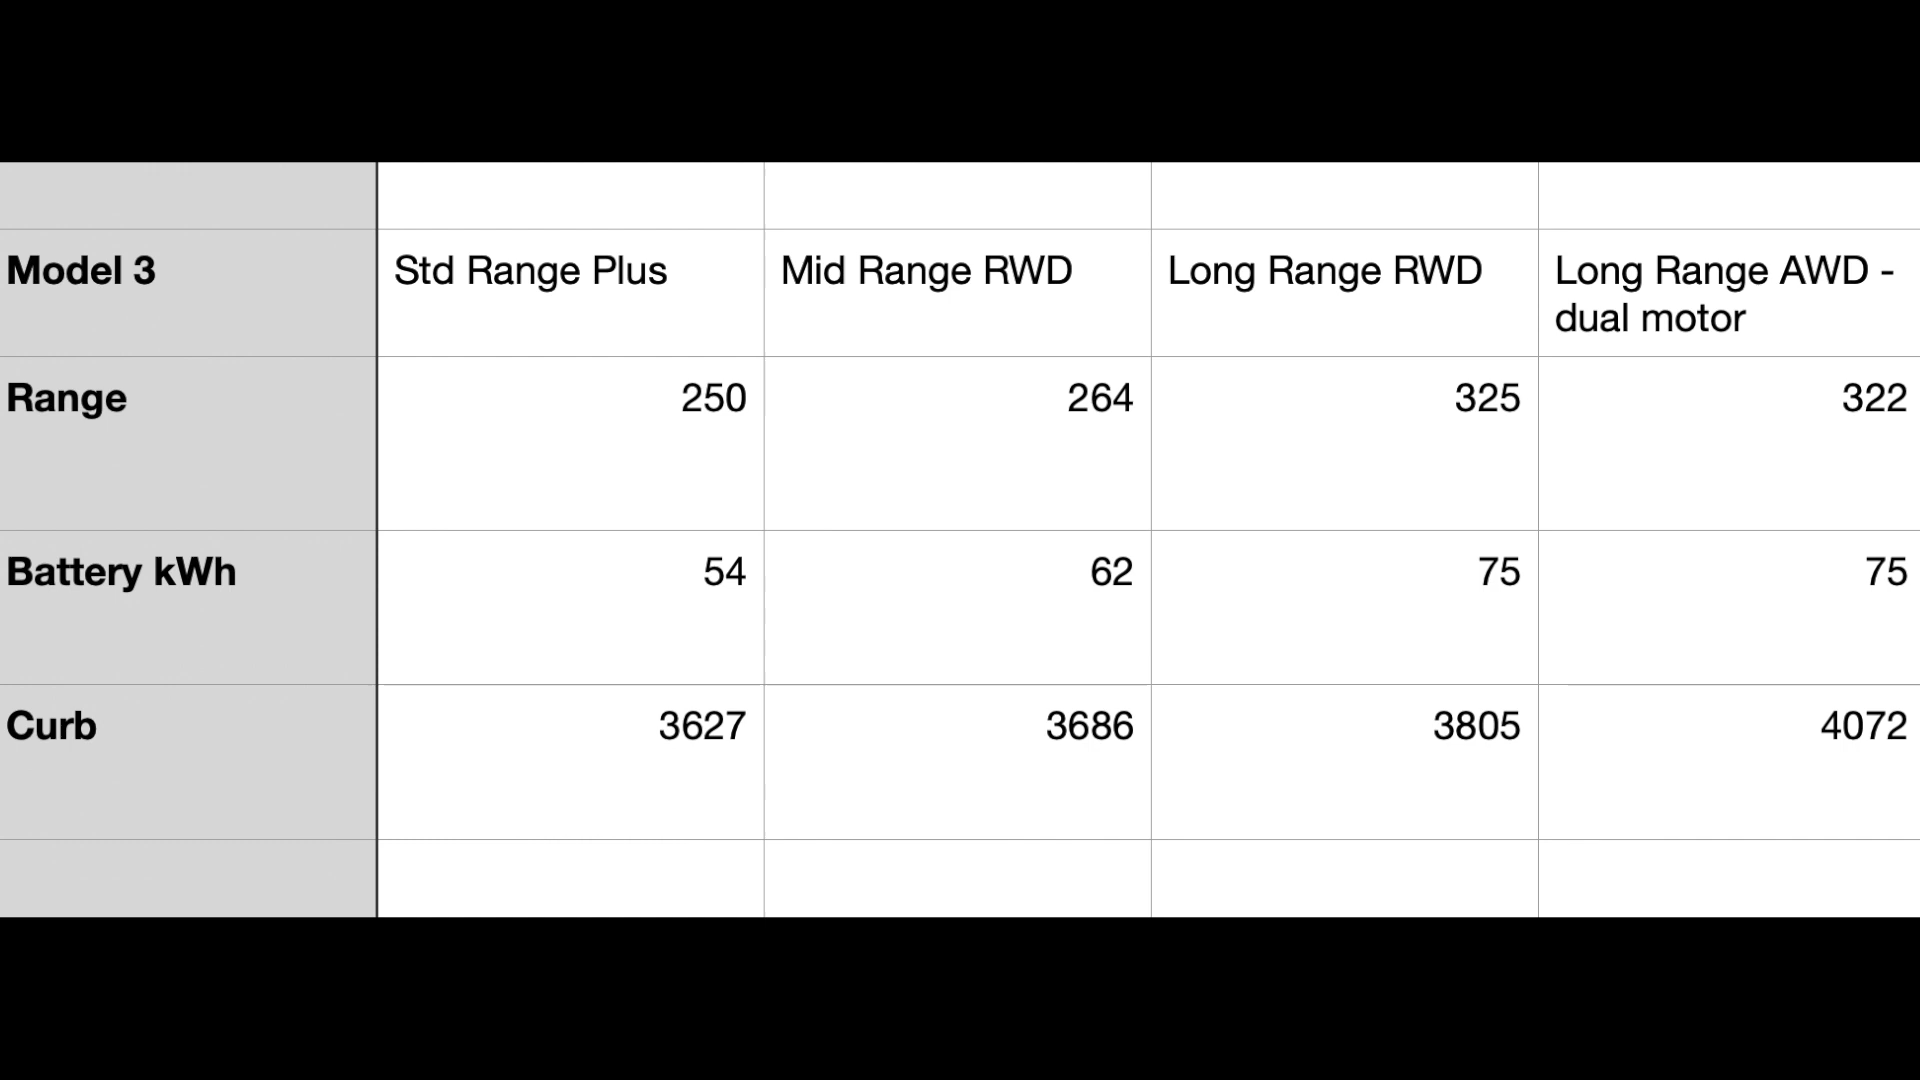 Model 3 Std Range Plus Mid Range RWD Long Range RWD Long Range AWD -
dual motor
Range 250 264 325 322
Battery kWh 54 62 75 75
Curb 3627 3686 3805 4072